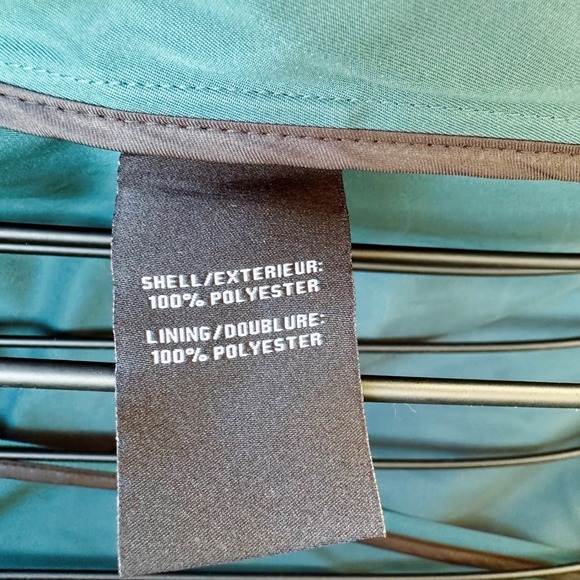 SHELL/EXTERIEUR:
100% POLYESTER
LINING/DOUBLURE:
100% POLYESTER